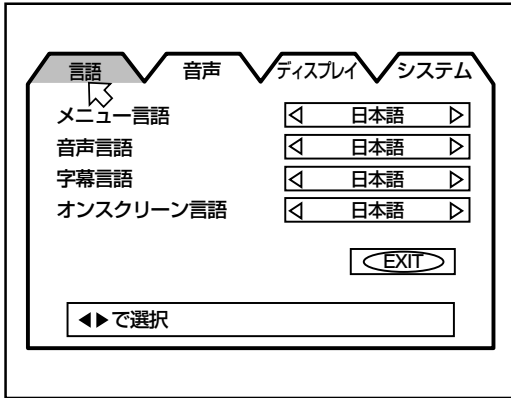 言語 音声 ディスプレイ システム
メニュー言語 日本語
音声言語 日本語
字幕言語 日本語
オンスクリーン言語 日本語
EXIT
◀▶で選択